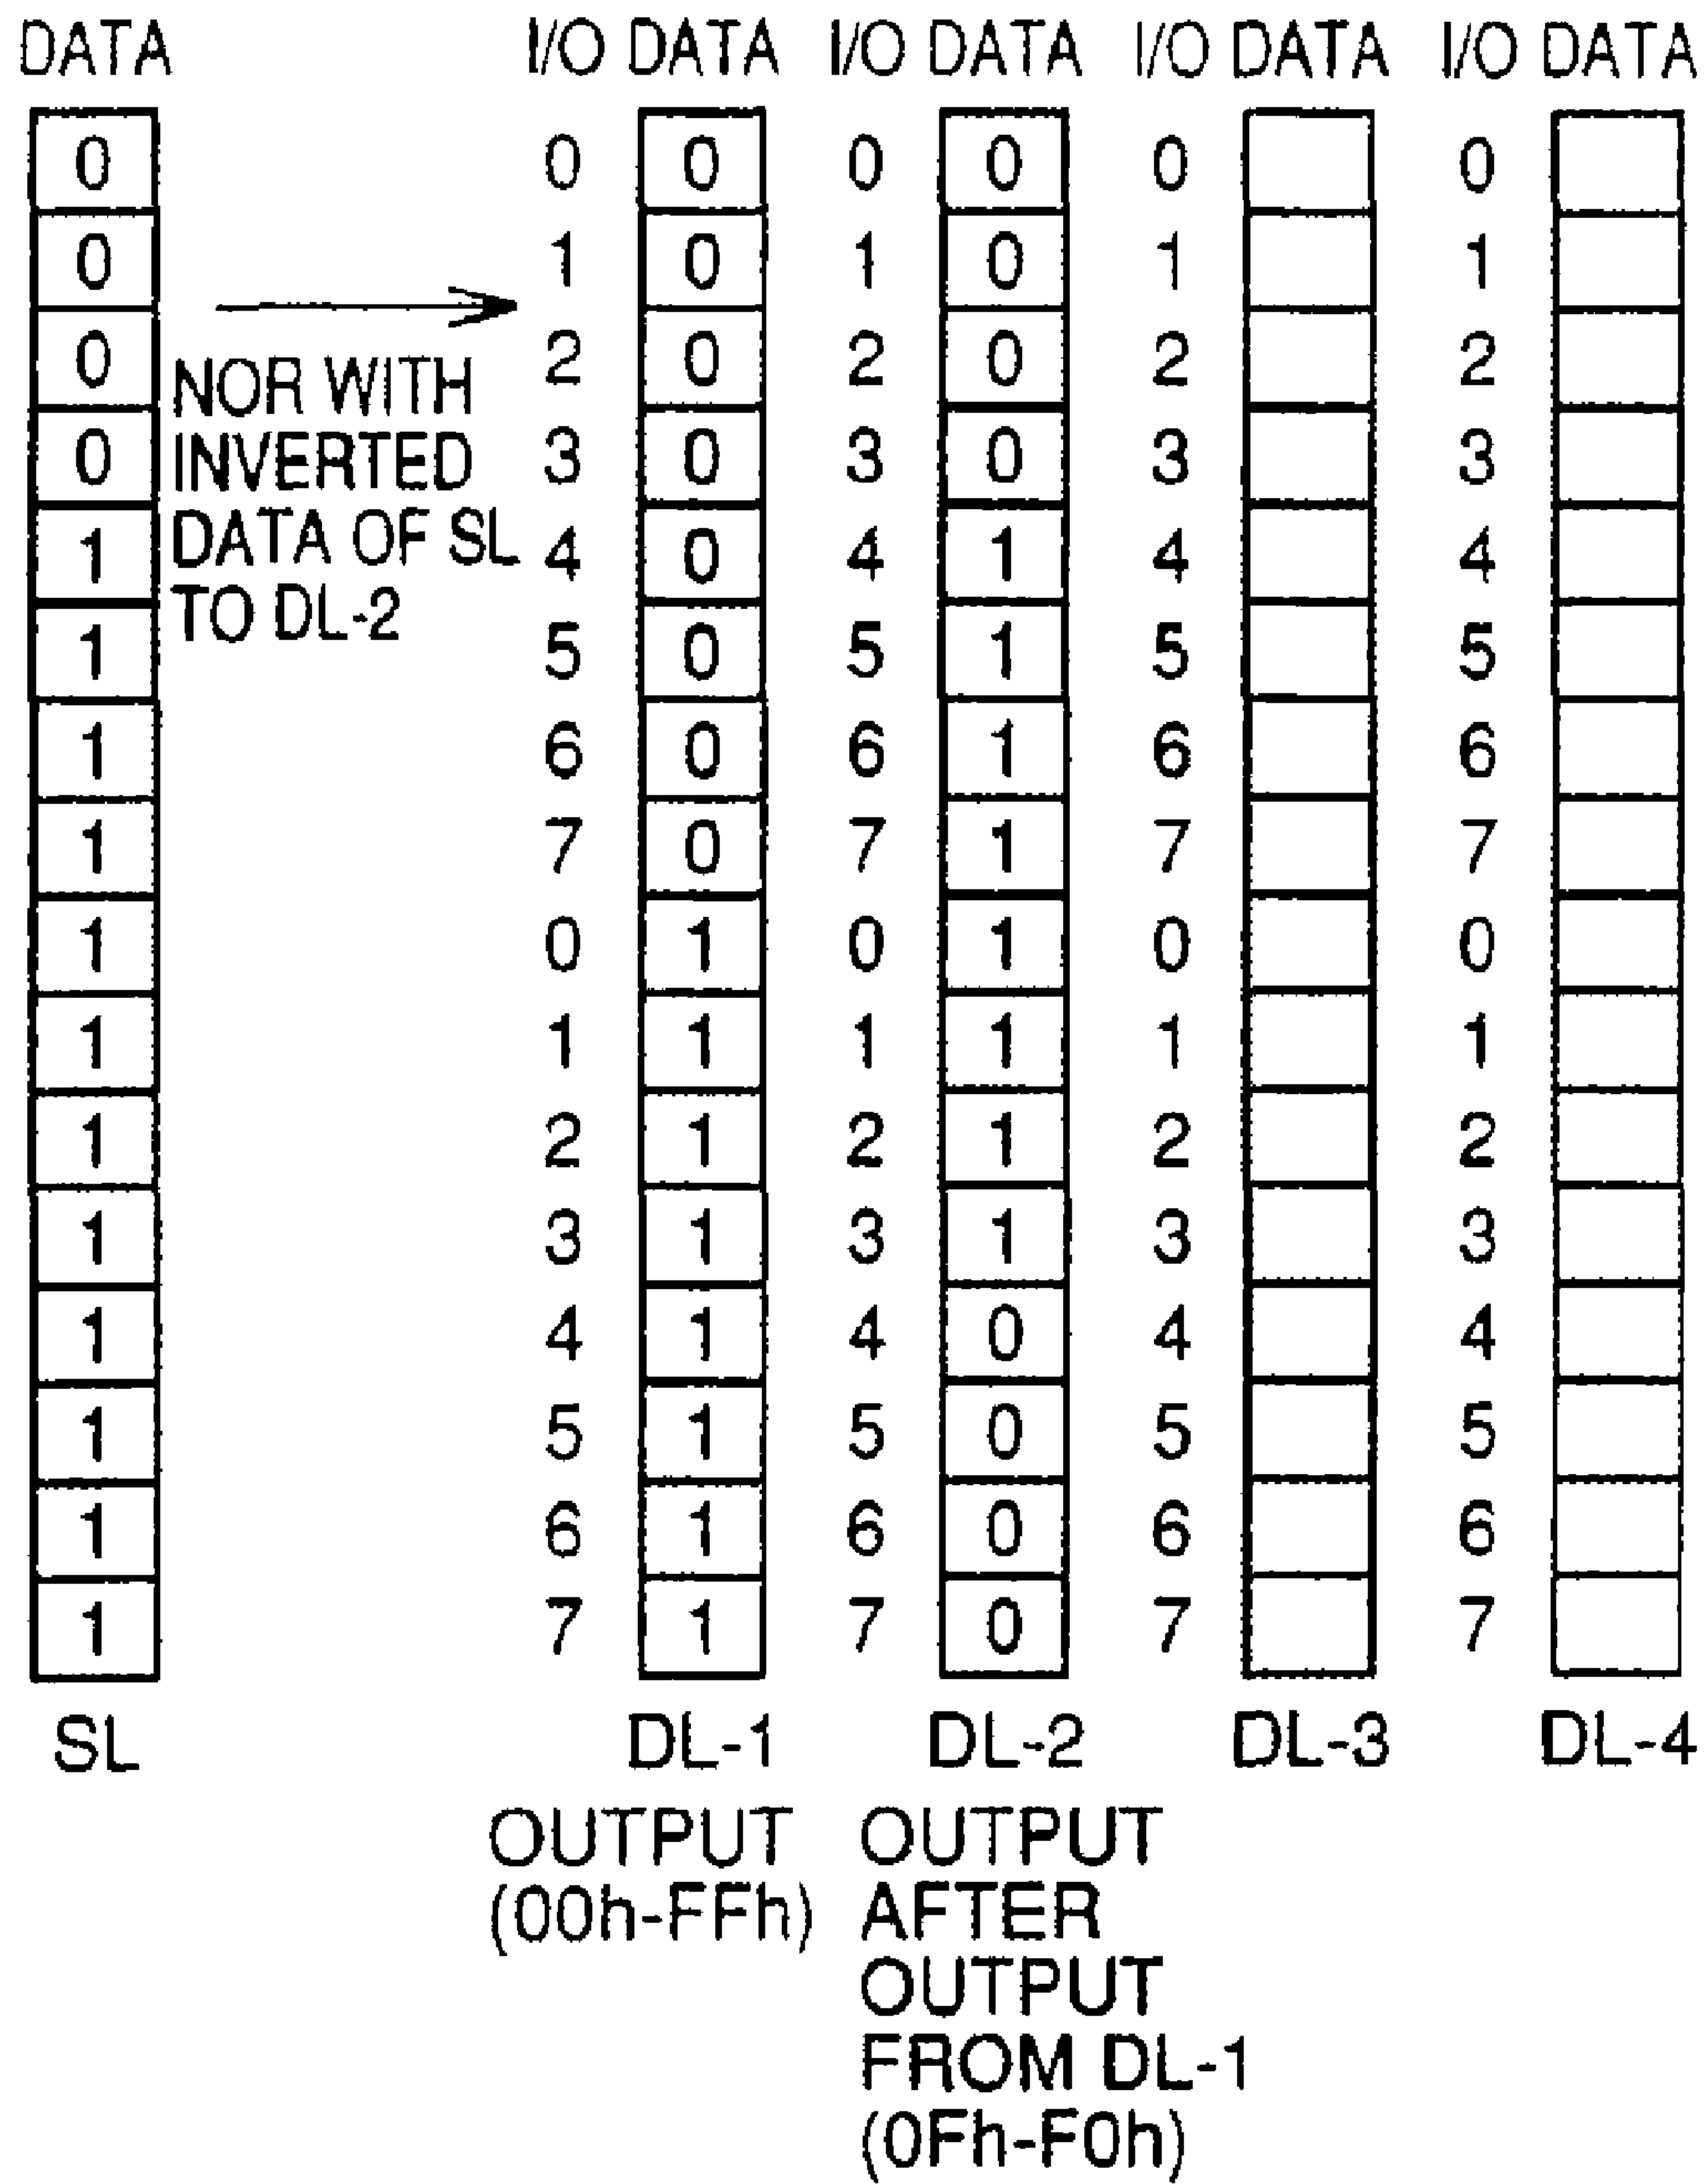 DATA I/O DATA I/O DATA I/O DATA I/O DATA
0 0 0 0 0 0 0
0 1 0 1 0 1 1
0 2 0 2 0 2 2
0 3 0 3 0 3 3
1 4 0 4 1 4 4
1 5 0 5 1 5 5
1 6 0 6 1 6 6
1 7 0 7 1 7 7
1 0 1 0 1 0 0
1 1 1 1 1 1 1
1 2 1 2 1 2 2
1 3 1 3 1 3 3
1 4 1 4 0 4 4
1 5 1 5 0 5 5
1 6 1 6 0 6 6
1 7 1 7 0 7 7
NOR WITH
INVERTED
DATA OF SL
TO DL-2
SL DL-1 DL-2 DL-3 DL-4
OUTPUT
(00h-FFh)
OUTPUT
AFTER
OUTPUT
FROM DL-1
(0Fh-F0h)